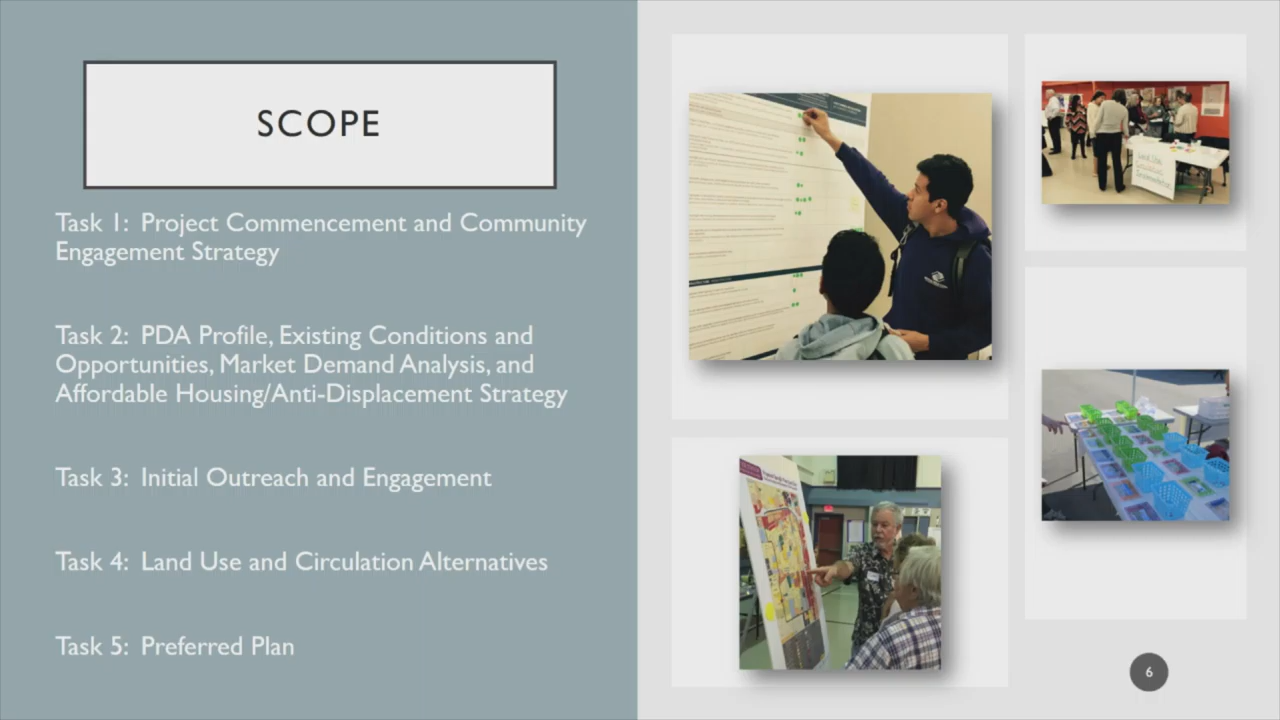 SCOPE
Task 1: Project Commencement and Community
Engagement Strategy
Task 2: PDA Profile, Existing Conditions and
Opportunities, Market Demand Analysis, and
Affordable Housing/Anti-Displacement Strategy
Task 3: Initial Outreach and Engagement
Task 4: Land Use and Circulation Alternatives
Task 5: Preferred Plan
Land Use
6